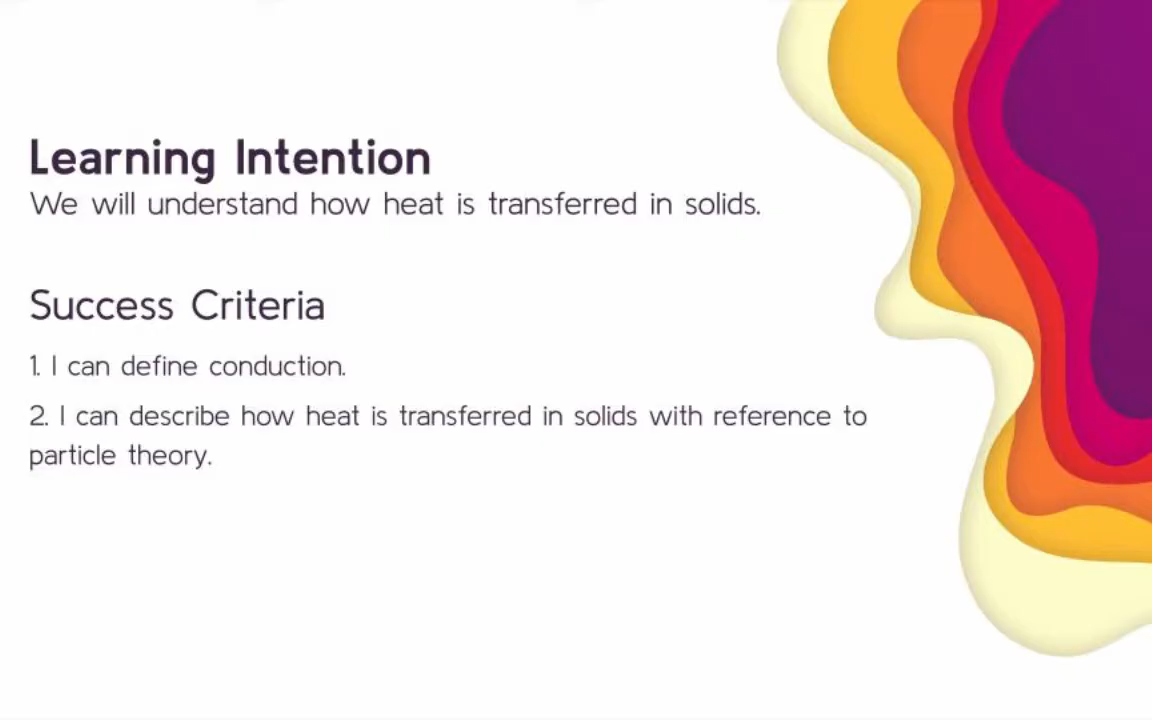 Learning Intention
We will understand how heat is transferred in solids.
Success Criteria
1. I can define conduction.
2. I can describe how heat is transferred in solids with reference to
particle theory.